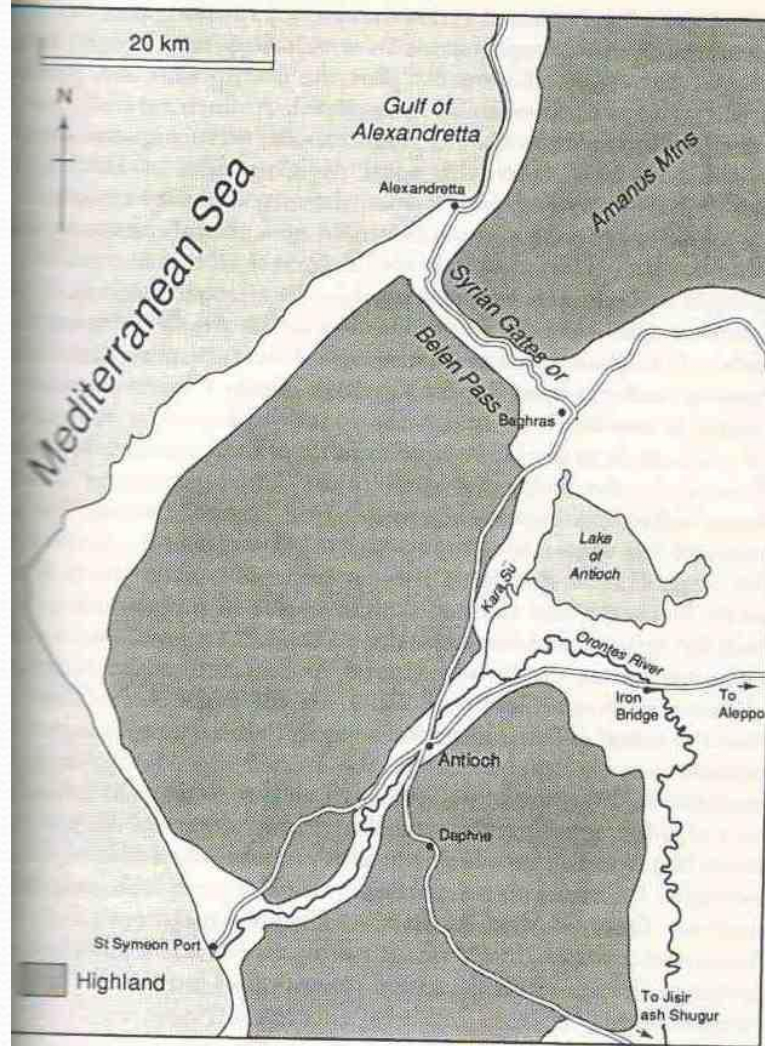 20 km
N
Gulf of
Alexandretta
Alexandretta
Amanus Mtns
Mediterranean Sea
Syrian Gates or
Belen Pass
Baghras
Lake
of
Antioch
Kara Su
Orontes River
Iron
Bridge
To
Aleppo
Antioch
Daphne
St Symeon Port
Highland
To Jisir
ash Shugur